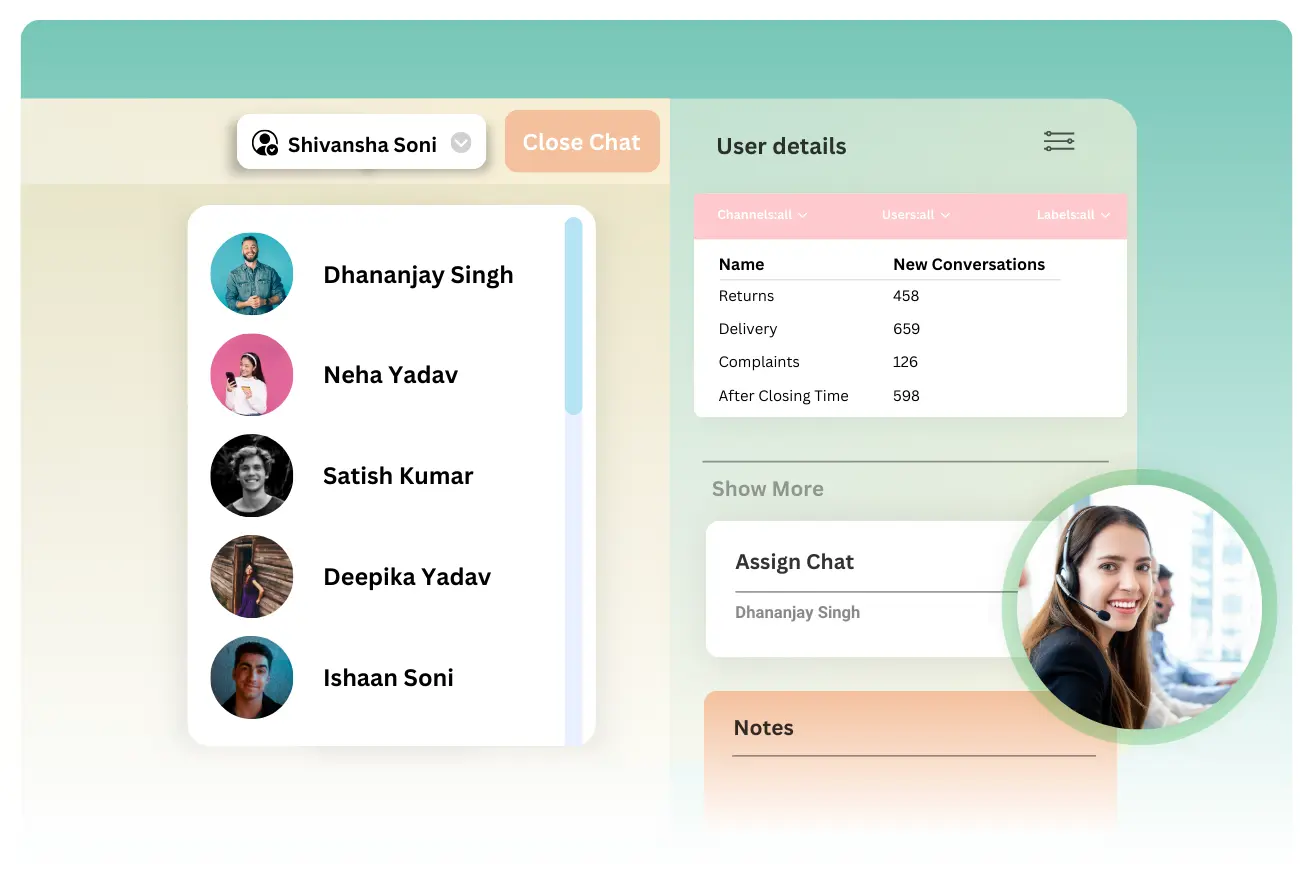 Shivansha Soni
Close Chat
Dhananjay Singh
Neha Yadav
Satish Kumar
Deepika Yadav
Ishaan Soni
User details
Channels:all Users:all Labels:all
Name New Conversations
Returns 458
Delivery 659
Complaints 126
After Closing Time 598
Show More
Assign Chat
Dhananjay Singh
Notes